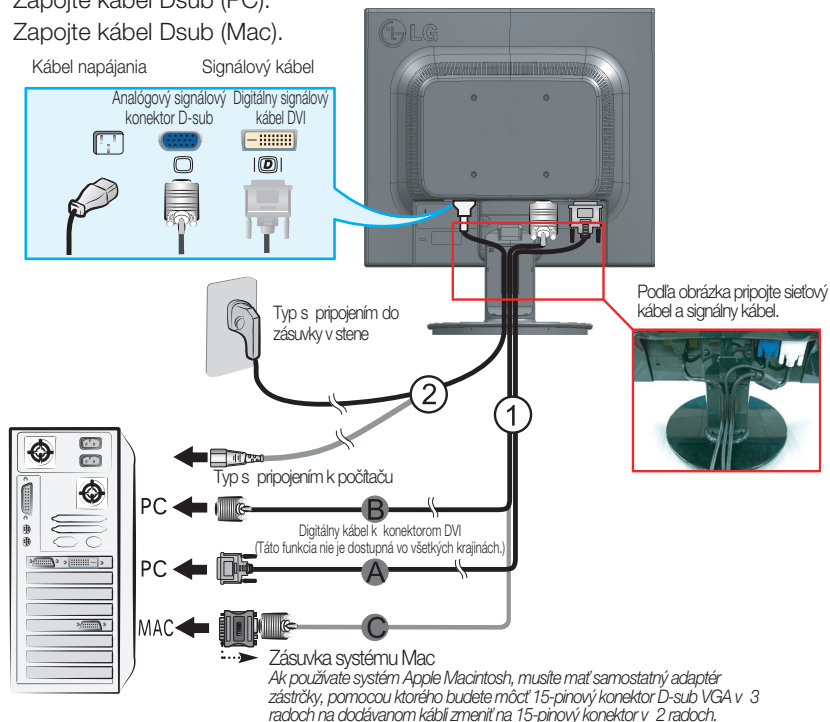 Zapojte kábel Dsub (PC).
Zapojte kábel Dsub (Mac).
Kábel napájania
Signálový kábel
Analógový signálový
konektor D-sub
Digitálny signálový
kábel DVI
D
LG
Typ s pripojením do
zásuvky v stene
Podľa obrázka pripojte sieťový
kábel a signálny kábel.
2
1
Typ s pripojením k počítaču
PC
B
Digitálny kábel k konektorom DVI
(Táto funkcia nie je dostupná vo všetkých krajinách.)
PC
A
MAC
C
Zásuvka systému Mac
Ak používate systém Apple Macintosh, musíte mať samostatný adaptér
zástrčky, pomocou ktorého budete môcť 15-pinový konektor D-sub VGA v 3
radoch na dodávanom kábli zmeniť na 15-pinový konektor v 2 radoch.